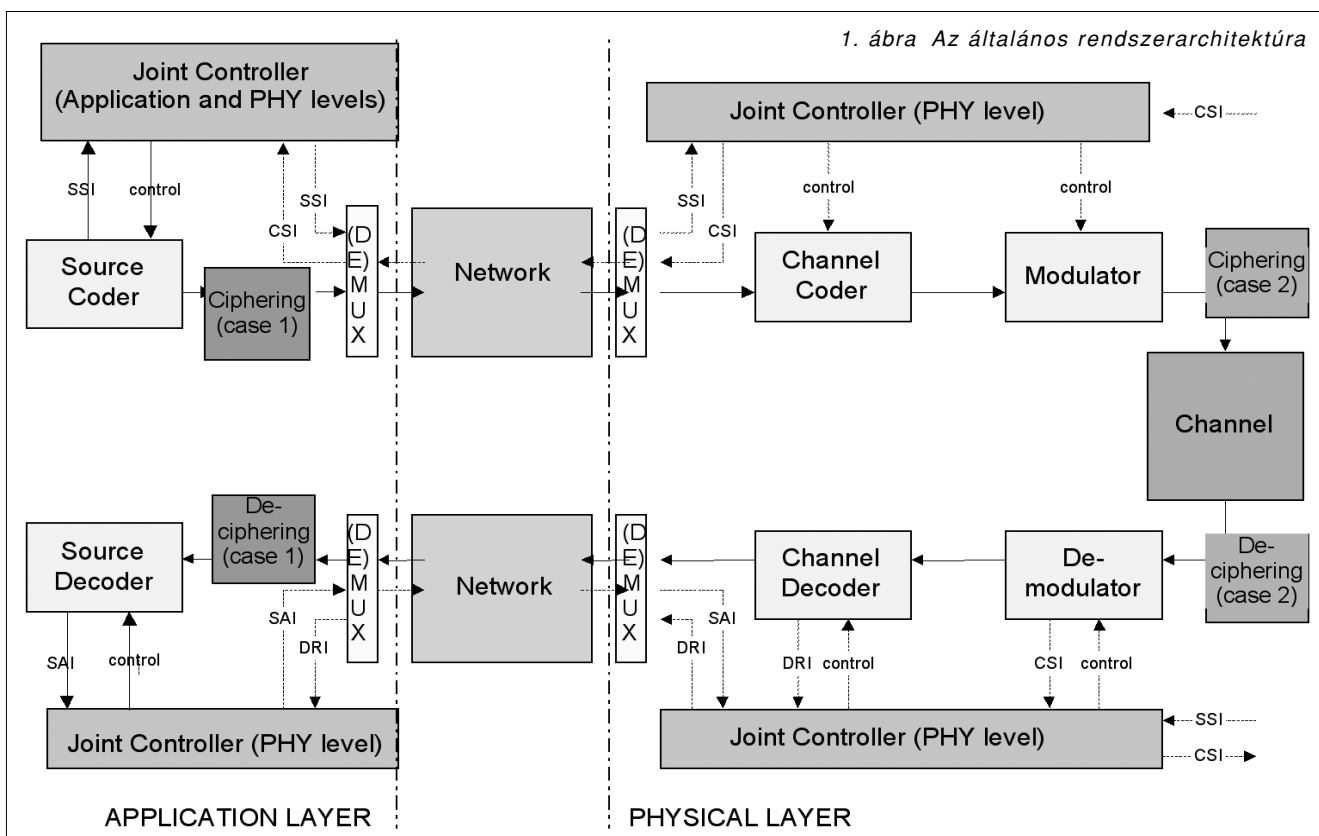 1. ábra Az általános rendszerarchitektúra
Joint Controller
(Application and PHY levels)
Joint Controller (PHY level)
CSI
SSI
control
CSI
SSI
SSI
CSI
control
control
Source
Coder
Ciphering
(case 1)
(D
E)
M
U
X
Network
(D
E)
M
U
X
Channel
Coder
Modulator
Ciphering
(case 2)
Channel
Source
Decoder
De-
ciphering
(case 1)
(D
E)
M
U
X
Network
(D
E)
M
U
X
Channel
Decoder
De-
modulator
De-
ciphering
(case 2)
SAI
control
SAI
DRI
DRI
SAI
DRI
control
CSI
control
Joint Controller (PHY level)
Joint Controller (PHY level)
SSI
CSI
APPLICATION LAYER
PHYSICAL LAYER